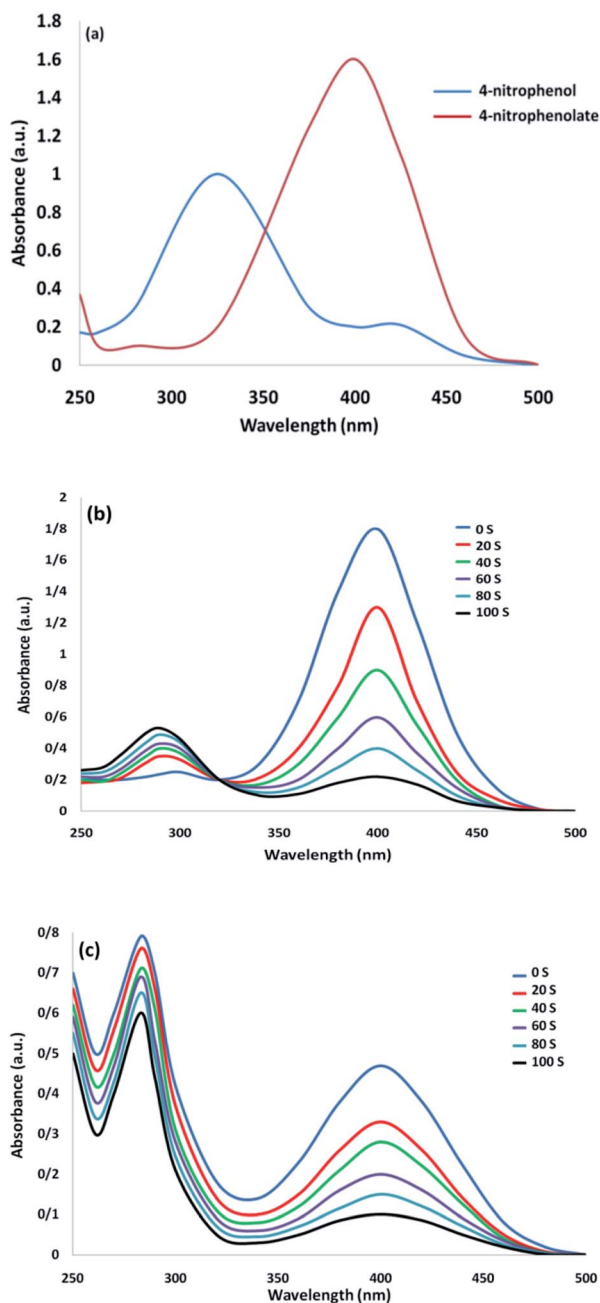 (a)
1.8
1.6
1.4
1.2
1
0.8
0.6
0.4
0.2
0
Absorbance (a.u.)
4-nitrophenol
4-nitrophenolate
250 300 350 400 450 500
Wavelength (nm)
(b)
2
1/8
1/6
1/4
1/2
1
0/8
0/6
0/4
0/2
0
Absorbance (a.u.)
0 S
20 S
40 S
60 S
80 S
100 S
250 300 350 400 450 500
Wavelength (nm)
(c)
0/8
0/7
0/6
0/5
0/4
0/3
0/2
0/1
0
Absorbance (a.u.)
0 S
20 S
40 S
60 S
80 S
100 S
250 300 350 400 450 500
Wavelength (nm)